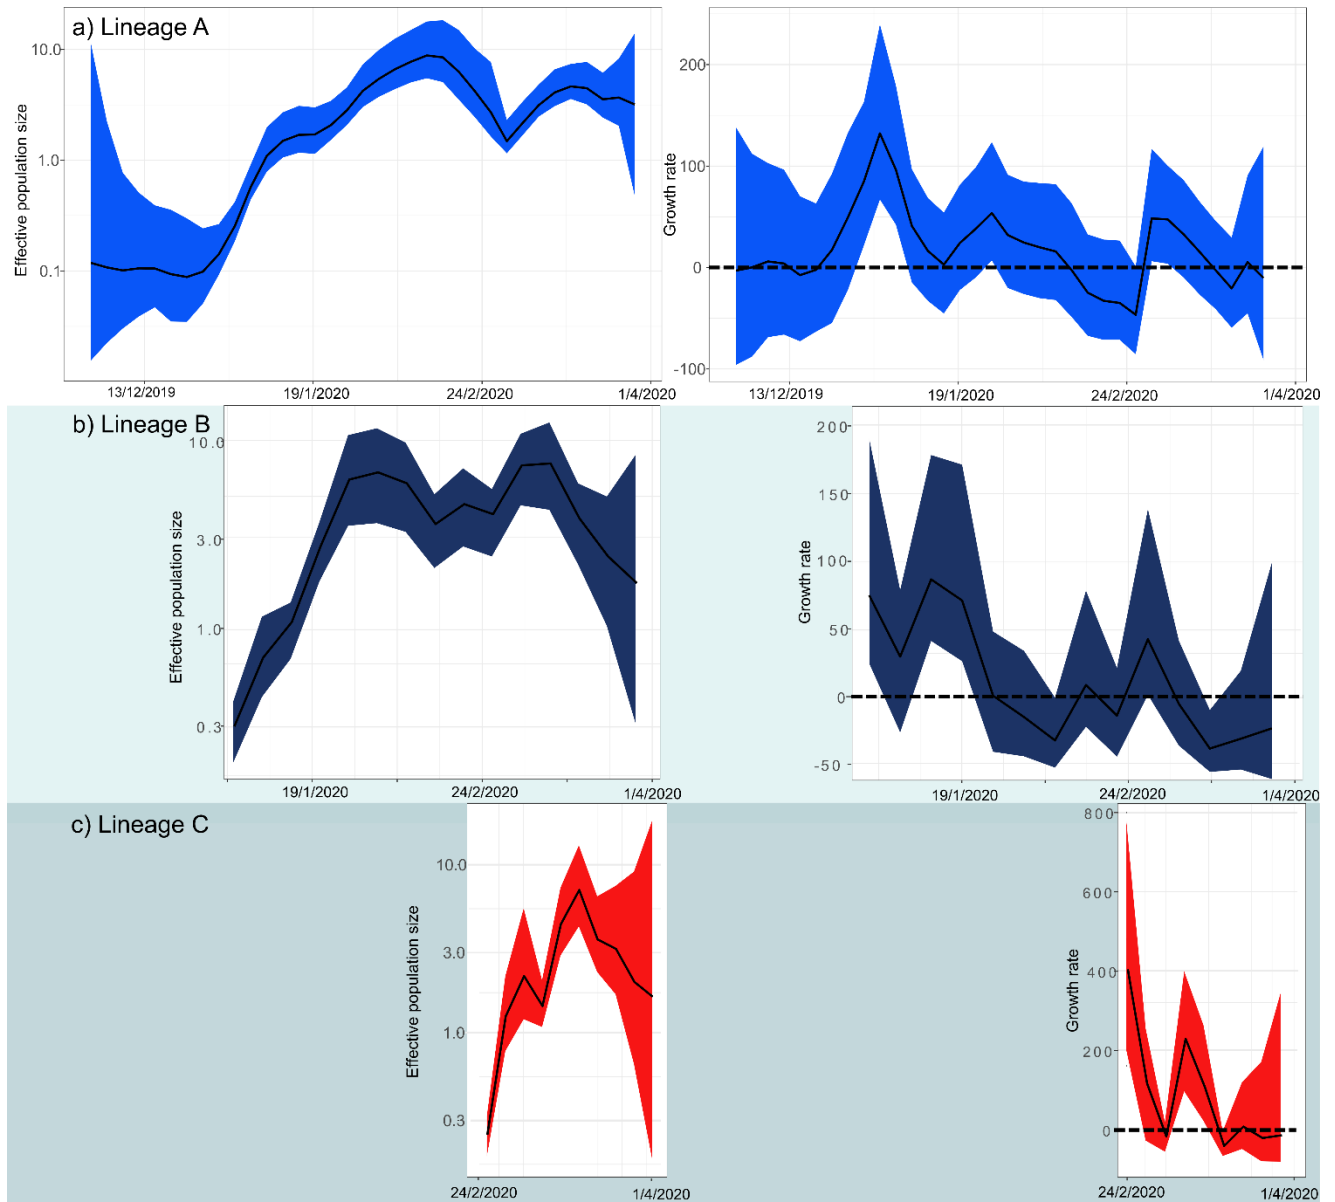 a) Lineage A
Effective population size
10.0
1.0
0.1
13/12/2019 19/1/2020 24/2/2020 1/4/2020
Growth rate
200
100
0
-100
13/12/2019 19/1/2020 24/2/2020 1/4/2020
b) Lineage B
Effective population size
10.0
3.0
1.0
0.3
19/1/2020 24/2/2020 1/4/2020
Growth rate
200
150
100
50
0
-50
19/1/2020 24/2/2020 1/4/2020
c) Lineage C
Effective population size
10.0
3.0
1.0
0.3
24/2/2020 1/4/2020
Growth rate
800
600
400
200
0
24/2/2020 1/4/2020